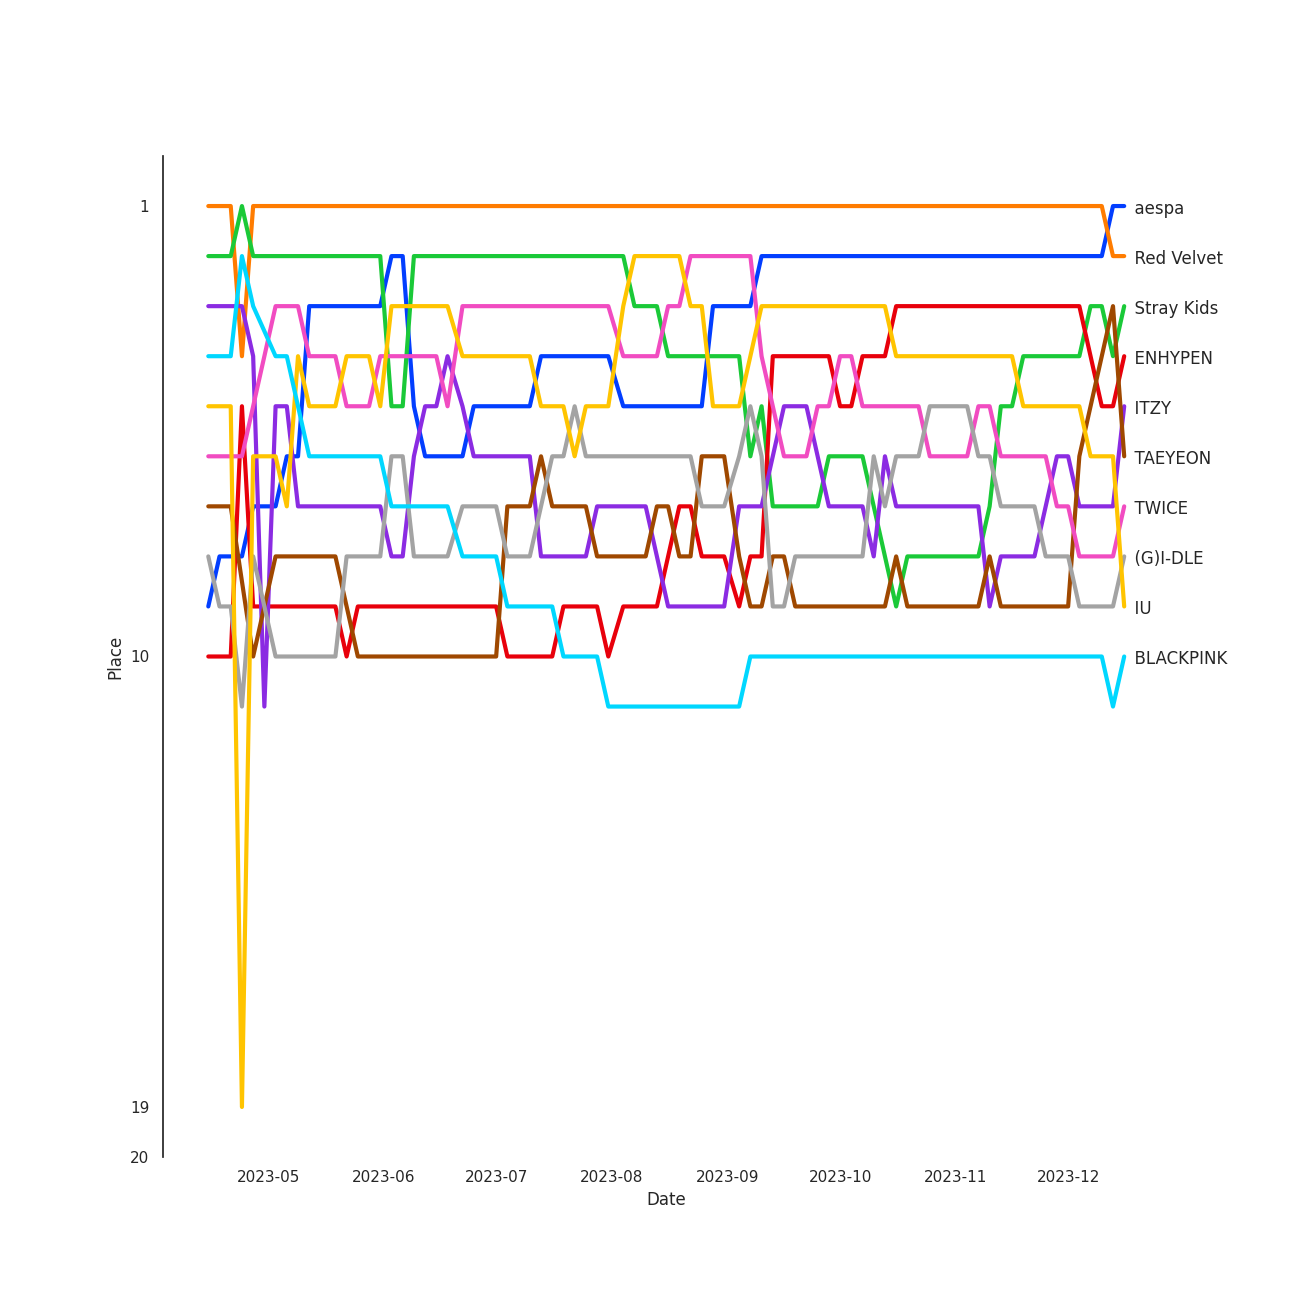 1
10
19
20
Place
aespa
Red Velvet
Stray Kids
ENHYPEN
ITZY
TAEYEON
TWICE
(G)I-DLE
IU
BLACKPINK
2023-05 2023-06 2023-07 2023-08 2023-09 2023-10 2023-11 2023-12
Date